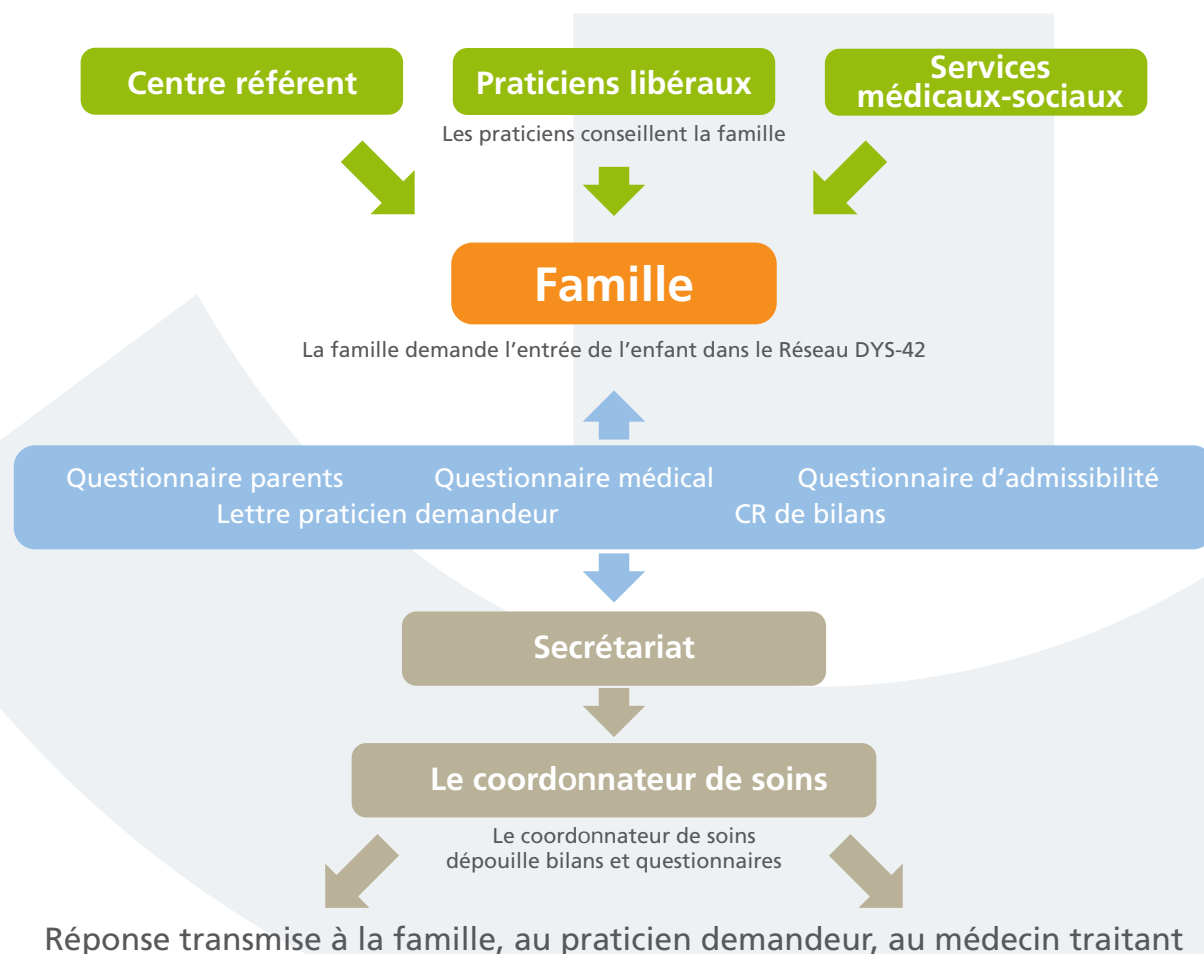 Centre référent
Praticiens libéraux
Services
médicaux-sociaux
Les praticiens conseillent la famille
Famille
La famille demande l'entrée de l'enfant dans le Réseau DYS-42
Questionnaire parents Questionnaire médical Questionnaire d'admissibilité
Lettre praticien demandeur CR de bilans
Secrétariat
Le coordonnateur de soins
Le coordonnateur de soins
dépouille bilans et questionnaires
Réponse transmise à la famille, au praticien demandeur, au médecin traitant